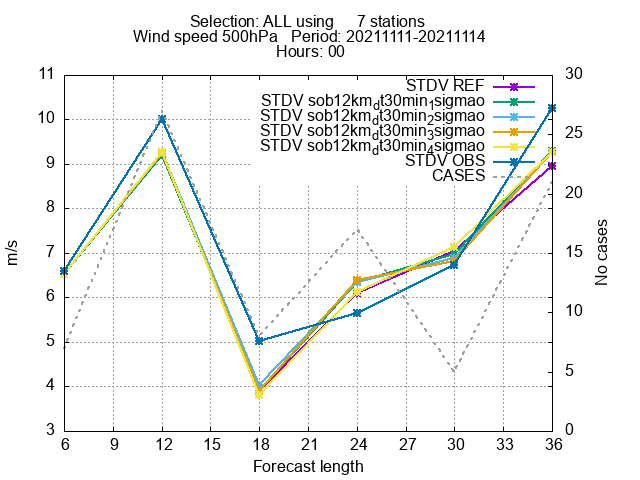 Selection: ALL using 7 stations
Wind speed 500hPa Period: 20211111-20211114
Hours: 00
STDV REF
STDV sob12km_dt30min_1sigmao
STDV sob12km_dt30min_2sigmao
STDV sob12km_dt30min_3sigmao
STDV sob12km_dt30min_4sigmao
STDV OBS
CASES
11
10
9
8
7
6
5
4
3
m/s
30
25
20
15
10
5
0
No cases
6 9 12 15 18 21 24 27 30 33 36
Forecast length